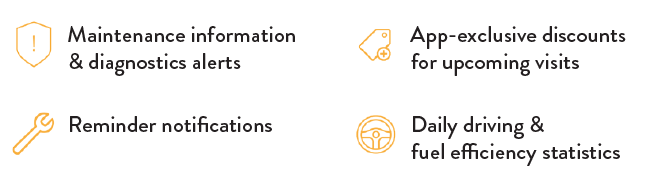 Maintenance information
& diagnostics alerts
App-exclusive discounts
for upcoming visits
Reminder notifications
Daily driving &
fuel efficiency statistics